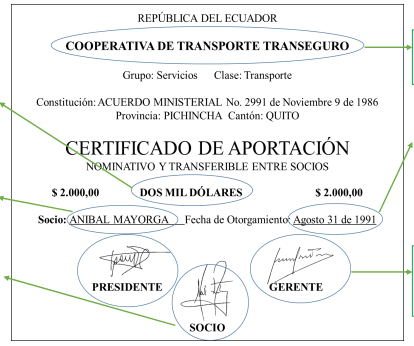 REPÚBLICA DEL ECUADOR
COOPERATIVA DE TRANSPORTE TRANSEGURO
Grupo: Servicios Clase: Transporte
Constitución: ACUERDO MINISTERIAL No. 2991 de Noviembre 9 de 1986
Provincia: PICHINCHA Cantón: QUITO
CERTIFICADO DE APORTACIÓN
NOMINATIVO Y TRANSFERIBLE ENTRE SOCIOS
$ 2.000,00 DOS MIL DÓLARES $ 2.000,00
Socio: ANIBAL MAYORGA Fecha de Otorgamiento: Agosto 31 de 1991
PRESIDENTE GERENTE
SOCIO